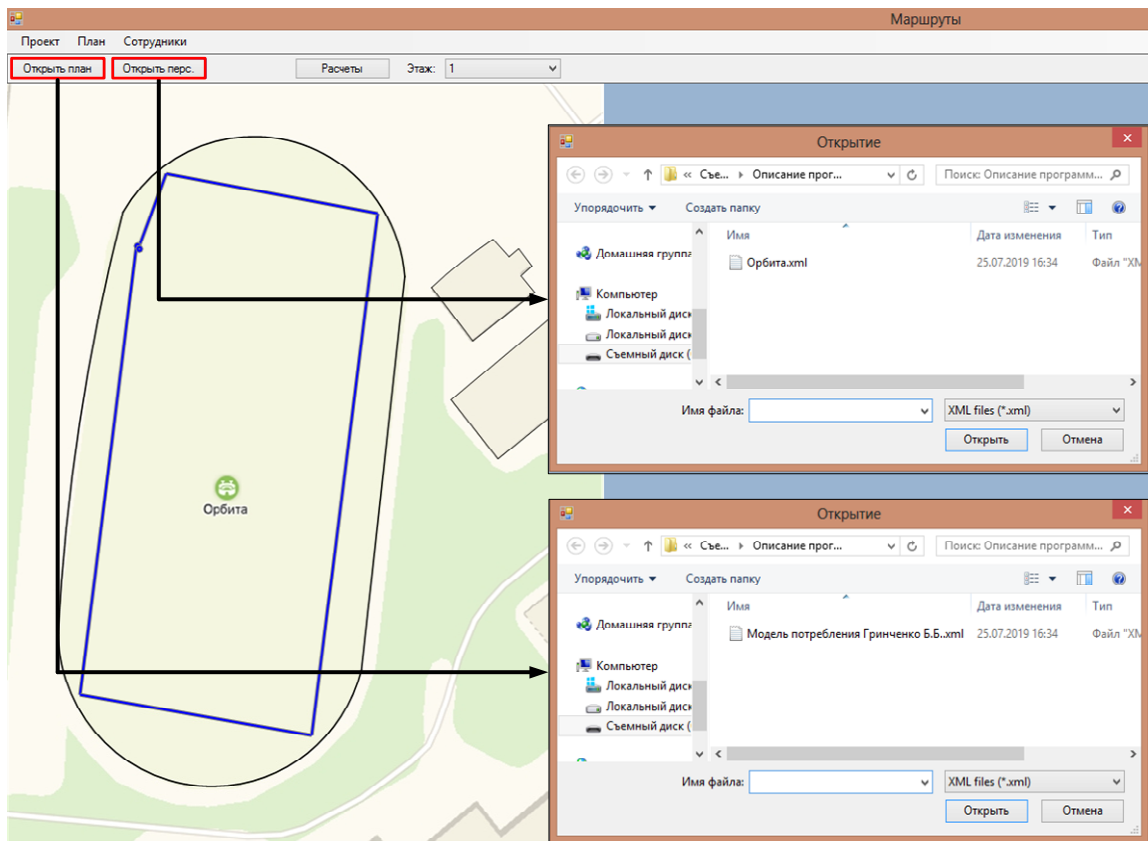 Маршруты
Проект План Сотрудники
Открыть план Открыть перс. Расчеты Этаж: 1
Орбита
Открытие
« Съе... Описание прог... Поиск: Описание программ...
Упорядочить Создать папку
Имя Дата изменения Тип
Домашняя группа
Орбита.xml 25.07.2019 16:34 Файл "XM
Компьютер
Локальный диск
Локальный диск
Съемный диск (
Имя файла: XML files (*.xml)
Открыть Отмена
Открытие
« Съе... Описание прог... Поиск: Описание программ...
Упорядочить Создать папку
Имя Дата изменения Тип
Домашняя группа
Модель потребления Гринченко Б.Б..xml 25.07.2019 16:34 Файл "XM
Компьютер
Локальный диск
Локальный диск
Съемный диск (
Имя файла: XML files (*.xml)
Открыть Отмена